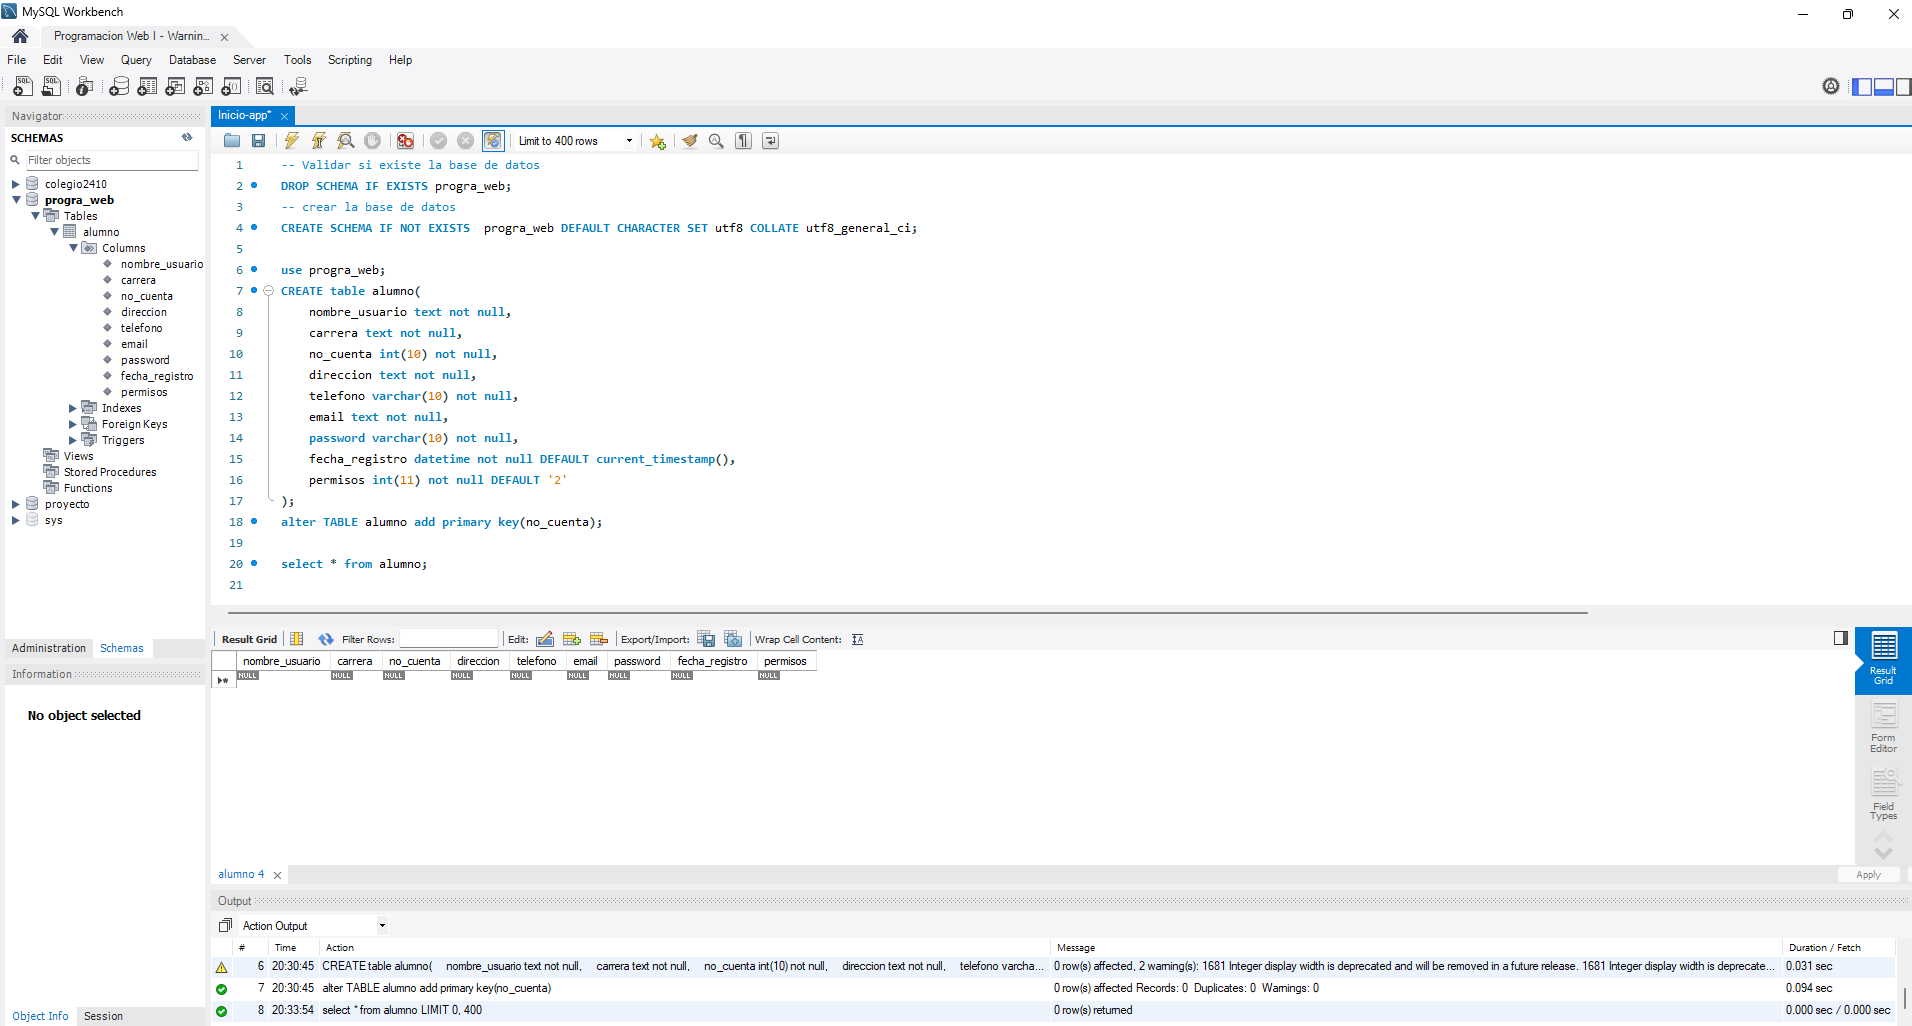 MySQL Workbench
Programacion Web I - Warnin...
File Edit View Query Database Server Tools Scripting Help
Navigator
SCHEMAS
Filter objects
colegio2410
progra_web
Tables
alumno
Columns
nombre_usuario
carrera
no_cuenta
direccion
telefono
email
password
fecha_registro
permisos
Indexes
Foreign Keys
Triggers
Views
Stored Procedures
Functions
proyecto
sys
Administration Schemas
Information
No object selected
Object Info Session
Inicio-app*
Limit to 400 rows
1 -- Validar si existe la base de datos
2 DROP SCHEMA IF EXISTS progra_web;
3 -- crear la base de datos
4 CREATE SCHEMA IF NOT EXISTS  progra_web DEFAULT CHARACTER SET utf8 COLLATE utf8_general_ci;
5
6 use progra_web;
7 CREATE table alumno(
8 nombre_usuario text not null,
9 carrera text not null,
10 no_cuenta int(10) not null,
11 direccion text not null,
12 telefono varchar(10) not null,
13 email text not null,
14 password varchar(10) not null,
15 fecha_registro datetime not null DEFAULT current_timestamp(),
16 permisos int(11) not null DEFAULT '2'
17 );
18 alter TABLE alumno add primary key(no_cuenta);
19
20 select * from alumno;
21
Result Grid Filter Rows: Edit: Export/Import: Wrap Cell Content:
nombre_usuario carrera no_cuenta direccion telefono email password fecha_registro permisos
NULL NULL NULL NULL NULL NULL NULL NULL NULL
Result
Grid
Form
Editor
Field
Types
alumno 4
Apply
Output
Action Output
# Time Action Message Duration / Fetch
6 20:30:45 CREATE table alumno( nombre_usuario text not null, carrera text not null, no_cuenta int(10) not null, direccion text not null, telefono varcha... 0 row(s) affected, 2 warning(s): 1681 Integer display width is deprecated and will be removed in a future release. 1681 Integer display width is deprecate... 0.031 sec
7 20:30:45 alter TABLE alumno add primary key(no_cuenta) 0 row(s) affected Records: 0 Duplicates: 0 Warnings: 0 0.094 sec
8 20:33:54 select * from alumno LIMIT 0, 400 0 row(s) returned 0.000 sec / 0.000 sec